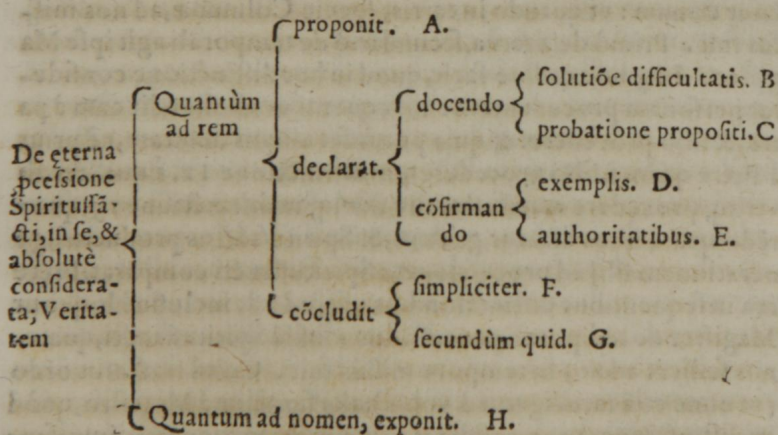 proponit. A.
Quantùm
ad rem
declarat.
docendo
ſolutiõe difficultatis. B
probatione propoſiti.C
cõfirman
do
exemplis. D.
authoritatibus. E.
De ęterna
ꝓceſsione
Spirituſſã-
cti, in ſe, &
abſolutè
conſidera-
ta; Verita-
tem
cõcludit
ſimpliciter. F.
ſecundùm quid. G.
Quantum ad nomen, exponit. H.